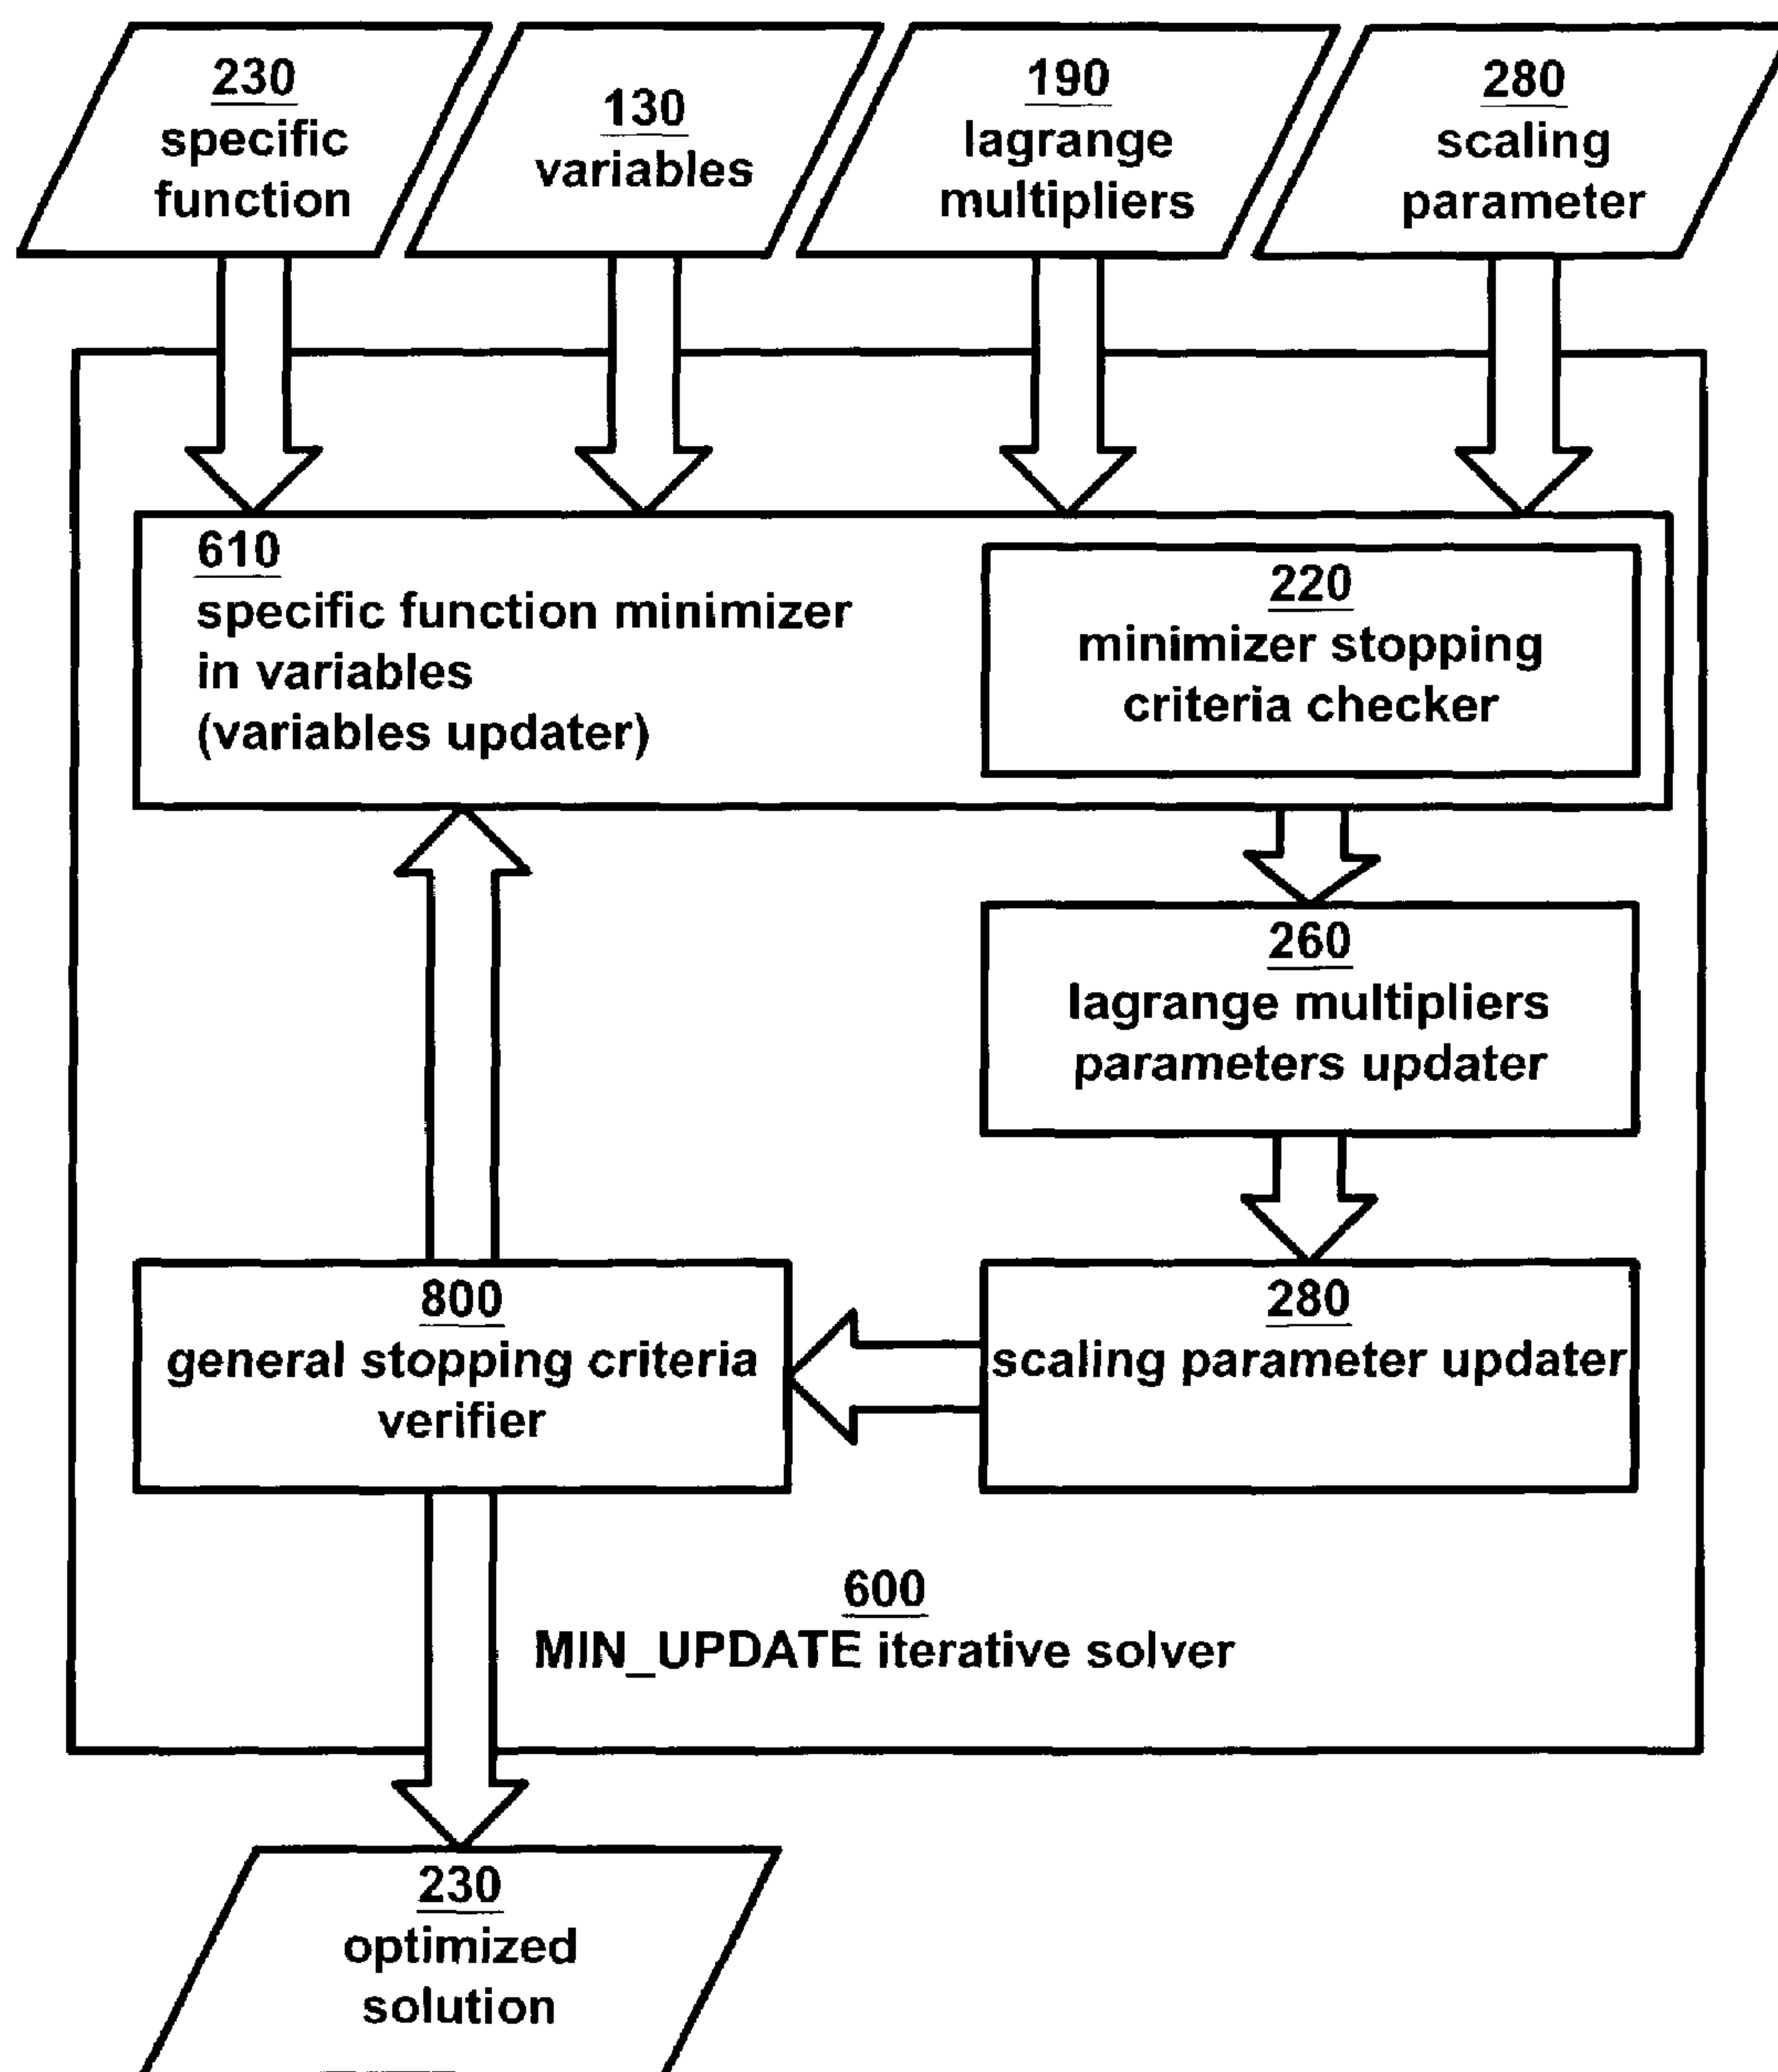 230
specific
function
130
variables
190
lagrange
multipliers
280
scaling
parameter
610
specific function minimizer
in variables
(variables updater)
220
minimizer stopping
criteria checker
260
lagrange multipliers
parameters updater
800
general stopping criteria
verifier
280
scaling parameter updater
600
MIN_UPDATE iterative solver
230
optimized
solution